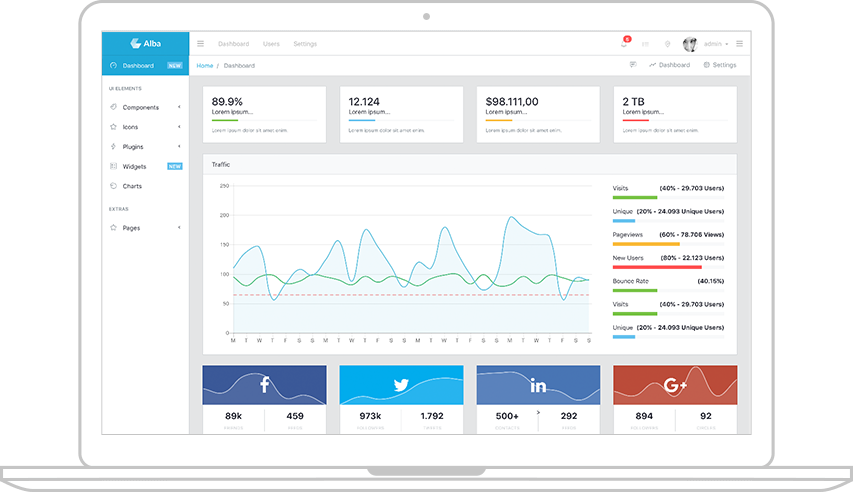 Alba
Dashboard Users Settings
6
admin
Dashboard NEW
Home / Dashboard
Dashboard Settings
UI ELEMENTS
Components
Icons
Plugins
Widgets NEW
Charts
EXTRAS
Pages
89.9%
Lorem ipsum...
Lorem ipsum dolor sit amet enim.
12.124
Lorem ipsum...
Lorem ipsum dolor sit amet enim.
$98.111,00
Lorem ipsum...
Lorem ipsum dolor sit amet enim.
2 TB
Lorem ipsum...
Lorem ipsum dolor sit amet enim.
Traffic
250
200
150
100
50
0
M T W T F S S M T W T F S S M T W T F S S M T W T F S S
Visits (40% - 29.703 Users)
Unique (20% - 24.093 Unique Users)
Pageviews (60% - 78.706 Views)
New Users (80% - 22.123 Users)
Bounce Rate (40.15%)
Visits (40% - 29.703 Users)
Unique (20% - 24.093 Unique Users)
f
in
G+
89k 459
FRIENDS FEEDS
973k 1.792
FOLLOWERS TWEETS
500+ 292
CONTACTS FEEDS
894 92
FOLLOWERS CIRCLES